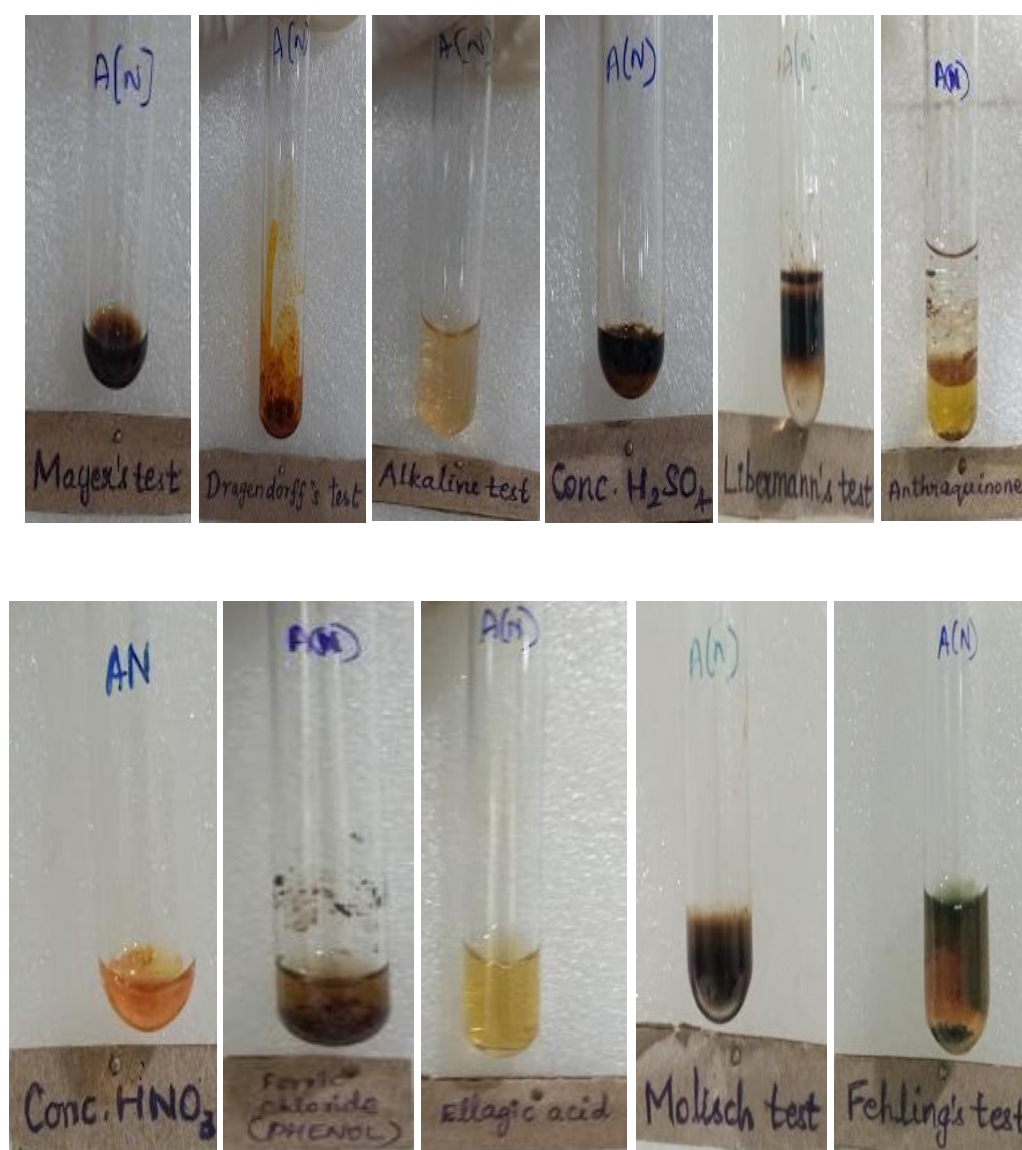 A(N)
Mayer's test
A(N)
Dragendorff's test
A(N)
Alkaline test
A(N)
Conc. H₂SO₄
A(N)
Libermann's test
A(N)
Anthraquinone
AN
Conc. HNO₃
A(N)
Ferric
chloride
(PHENOL)
A(N)
Ellagic acid
A(n)
Molisch test
A(N)
Fehling's test